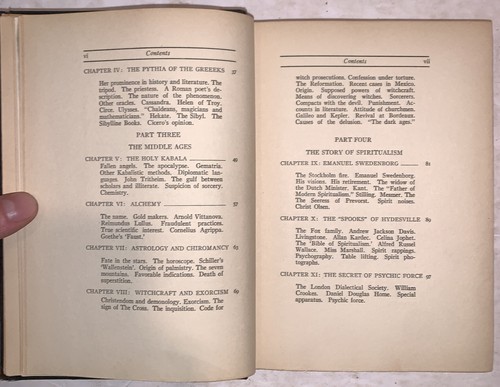 vi Contents
CHAPTER IV: THE PYTHIA OF THE GREEEKS 37
Her prominence in history and literature. The
tripod. The priestess. A Roman poet's de-
scription. The nature of the phenomenon.
Other oracles. Cassandra. Helen of Troy.
Circe. Ulysses. "Chaldeans, magicians and
mathematicians." Hekate. The Sibyl. The
Sibylline Books. Cicero's opinion.
PART THREE
THE MIDDLE AGES
CHAPTER V: THE HOLY KABALA 49
Fallen angels. The apocalypse. Gematria.
Other Kabalistic methods. Diplomatic lan-
guages. John Tritheim. The gulf between
scholars and illiterate. Suspicion of sorcery.
Chemistry.
CHAPTER VI: ALCHEMY 57
The name. Gold makers. Arnold Vittanova.
Reimundus Lullus. Fraudulent practices.
True scientific interest. Cornelius Agrippa.
Goethe's 'Faust.'
CHAPTER VII: ASTROLOGY AND CHIROMANCY 63
Fate in the stars. The horoscope. Schiller's
'Wallenstein'. Origin of palmistry. The seven
mountains. Favorable indications. Death of
superstition.
CHAPTER VIII: WITCHCRAFT AND EXORCISM 69
Christendom and demonology. Exorcism. The
sign of The Cross. The inquisition. Code for
Contents vii
witch prosecutions. Confession under torture.
The Reformation. Recent cases in Mexico.
Origin. Supposed powers of witchcraft.
Means of discovering witches. Sorcerers.
Compacts with the devil. Punishment. Ac-
counts in literature. Attitude of churchmen.
Galileo and Kepler. Revival at Bordeaux.
Causes of the delusion. "The dark ages."
PART FOUR
THE STORY OF SPIRITUALISM
CHAPTER IX: EMANUEL SWEDENBORG 81
The Stockholm fire. Emanuel Swedenborg.
His visions. His retirement. The widow of
the Dutch Minister. Kant. The "Father of
Modern Spiritualism." Stilling. Mesmer. The
The Seeress of Prevorst. Spirit noises.
Christ Olsen.
CHAPTER X: THE "SPOOKS" OF HYDESVILLE 89
The Fox family. Andrew Jackson Davis.
Livingstone. Allan Kardec. Celina Jophet.
The 'Bible of Spiritualism.' Alfred Russel
Wallace. Miss Marshall. Spirit rappings.
Psychography. Table lifting. Spirit pho-
tographs.
CHAPTER XI: THE SECRET OF PSYCHIC FORCE 97
The London Dialectical Society. William
Crookes. Daniel Douglas Home. Special
apparatus. Psychic force.